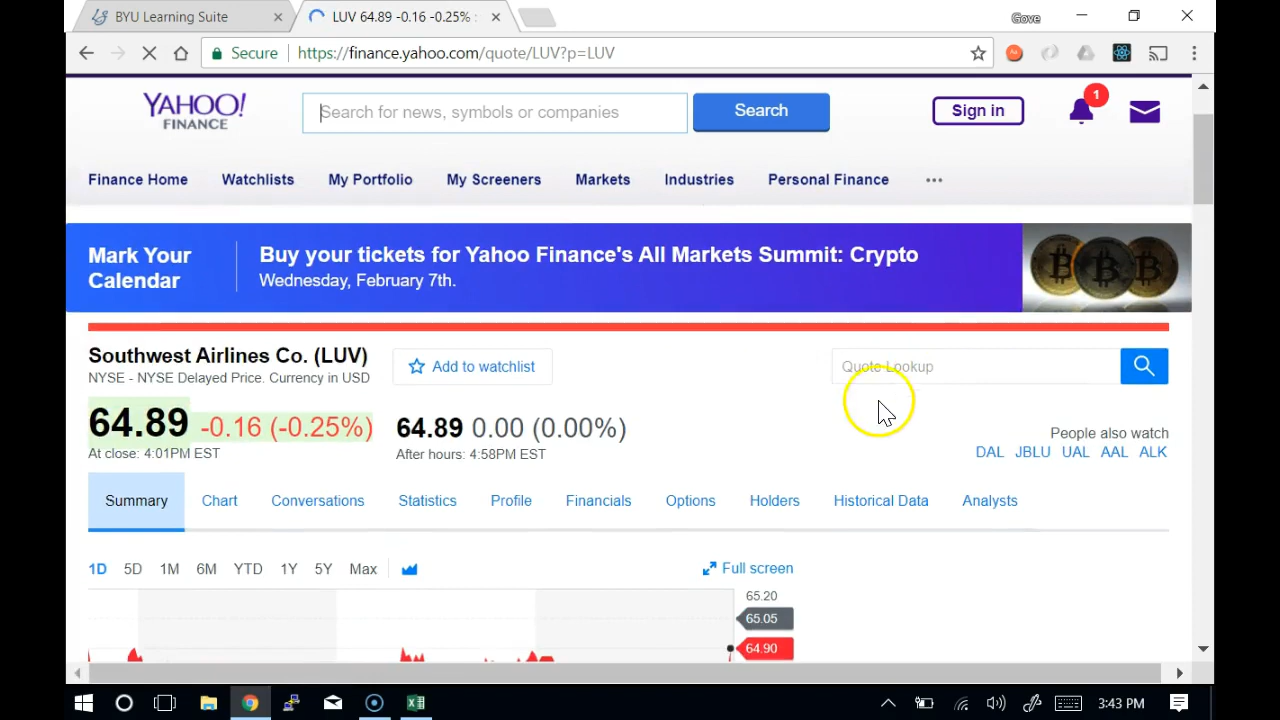 BYU Learning Suite
LUV 64.89 -0.16 -0.25% :
Gove
Secure
https://finance.yahoo.com/quote/LUV?p=LUV
YAHOO!
FINANCE
Search for news, symbols or companies
Search
Sign in
1
Finance Home
Watchlists
My Portfolio
My Screeners
Markets
Industries
Personal Finance
Mark Your
Calendar
Buy your tickets for Yahoo Finance's All Markets Summit: Crypto
Wednesday, February 7th.
Southwest Airlines Co. (LUV)
NYSE - NYSE Delayed Price. Currency in USD
Add to watchlist
Quote Lookup
64.89 -0.16 (-0.25%)
At close: 4:01PM EST
64.89 0.00 (0.00%)
After hours: 4:58PM EST
People also watch
DAL JBLU UAL AAL ALK
Summary
Chart
Conversations
Statistics
Profile
Financials
Options
Holders
Historical Data
Analysts
1D 5D 1M 6M YTD 1Y 5Y Max
Full screen
65.20
65.05
64.90
3:43 PM